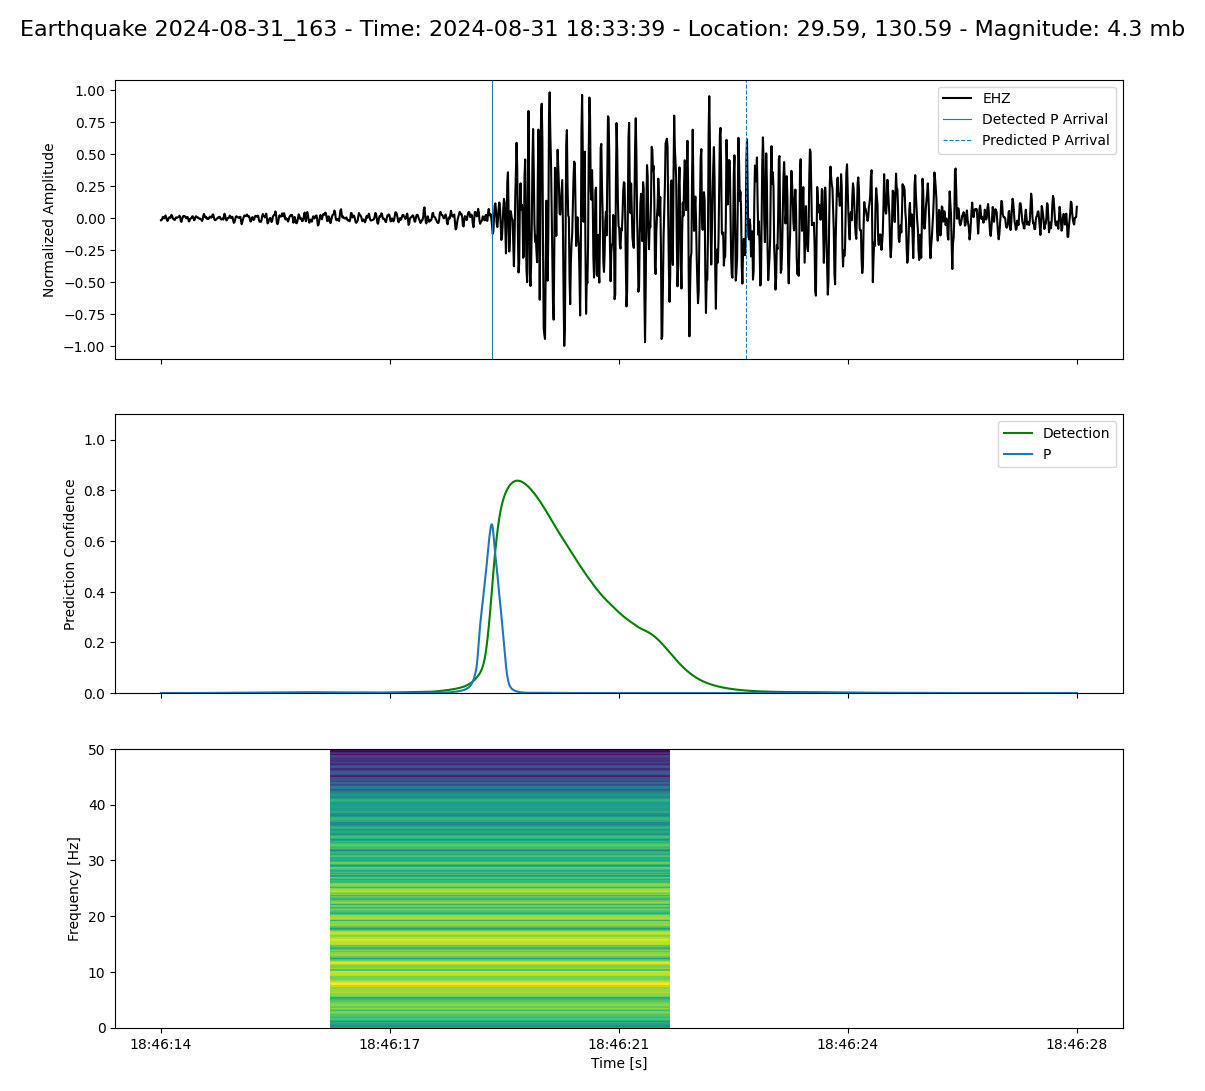 Earthquake 2024-08-31_163 - Time: 2024-08-31 18:33:39 - Location: 29.59, 130.59 - Magnitude: 4.3 mb
1.00
0.75
0.50
0.25
0.00
−0.25
−0.50
−0.75
−1.00
Normalized Amplitude
EHZ
Detected P Arrival
Predicted P Arrival
1.0
0.8
0.6
0.4
0.2
0.0
Prediction Confidence
Detection
P
50
40
30
20
10
0
Frequency [Hz]
18:46:14 18:46:17 18:46:21 18:46:24 18:46:28
Time [s]